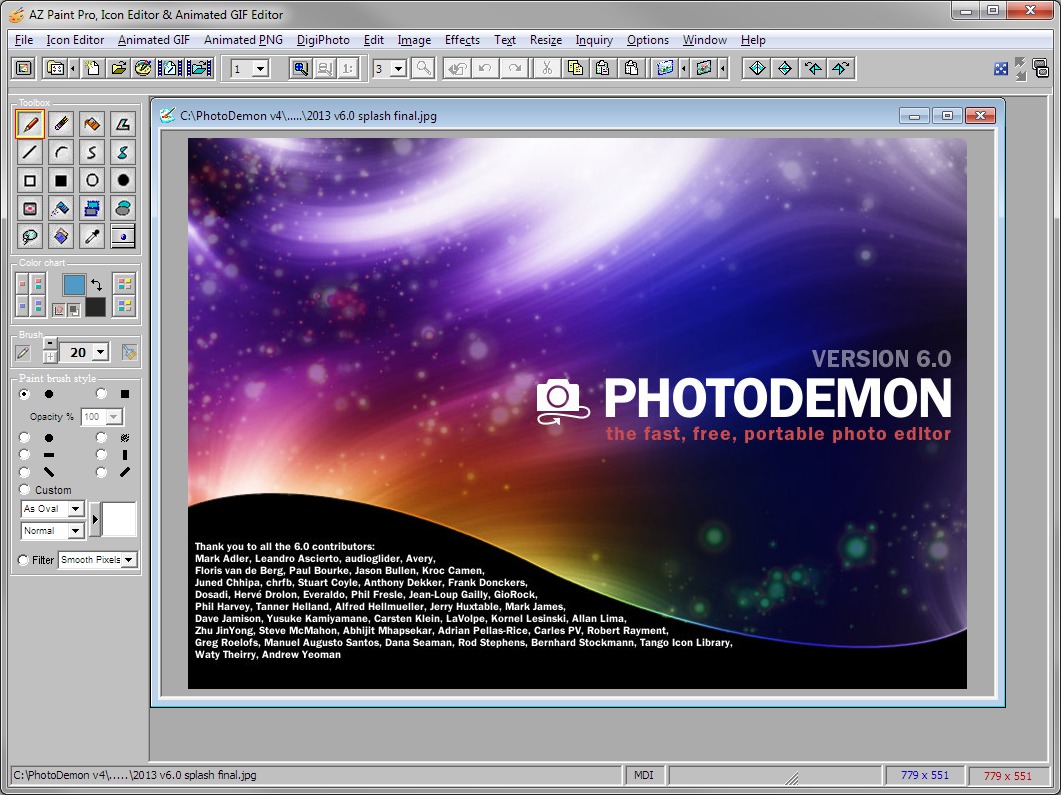 AZ Paint Pro, Icon Editor & Animated GIF Editor
File Icon Editor Animated GIF Animated PNG DigiPhoto Edit Image Effects Text Resize Inquiry Options Window Help
1 1: 3
Toolbox
C:\PhotoDemon v4\.....\2013 v6.0 splash final.jpg
Color chart
Brush
20
Paint brush style
Opacity % 100
Custom
As Oval
Normal
Filter Smooth Pixels
VERSION 6.0
PHOTODEMON
the fast, free, portable photo editor
Thank you to all the 6.0 contributors:
Mark Adler, Leandro Ascierto, audioglider, Avery,
Floris van de Berg, Paul Bourke, Jason Bullen, Kroc Camen,
Juned Chhipa, chrfb, Stuart Coyle, Anthony Dekker, Frank Donckers,
Dosadi, Hervé Drolon, Everaldo, Phil Fresle, Jean-Loup Gailly, GioRock,
Phil Harvey, Tanner Helland, Alfred Hellmueller, Jerry Huxtable, Mark James,
Dave Jamison, Yusuke Kamiyamane, Carsten Klein, LaVolpe, Kornel Lesinski, Allan Lima,
Zhu JinYong, Steve McMahon, Abhijit Mhapsekar, Adrian Pellas-Rice, Carles PV, Robert Rayment,
Greg Roelofs, Manuel Augusto Santos, Dana Seaman, Rod Stephens, Bernhard Stockmann, Tango Icon Library,
Waty Theirry, Andrew Yeoman
C:\PhotoDemon v4\.....\2013 v6.0 splash final.jpg MDI 779 x 551 779 x 551